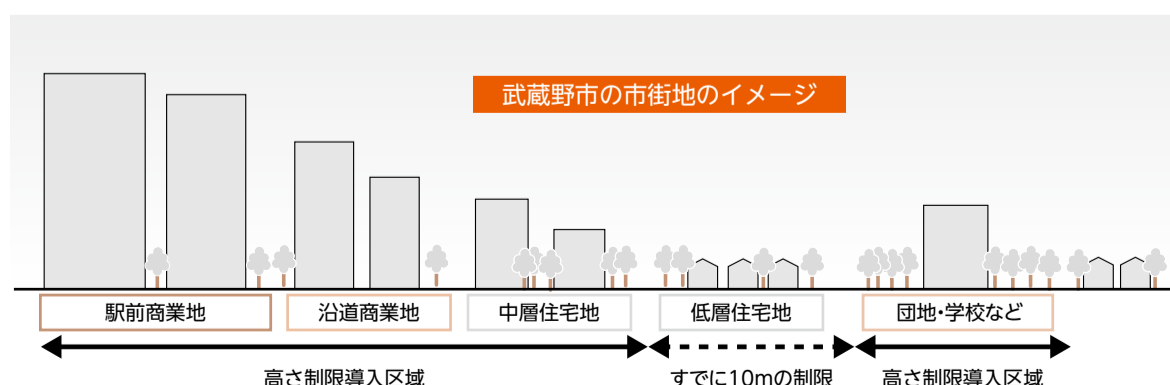 武蔵野市の市街地のイメージ
駅前商業地
沿道商業地
中層住宅地
低層住宅地
団地・学校など
高さ制限導入区域
すでに10mの制限
高さ制限導入区域